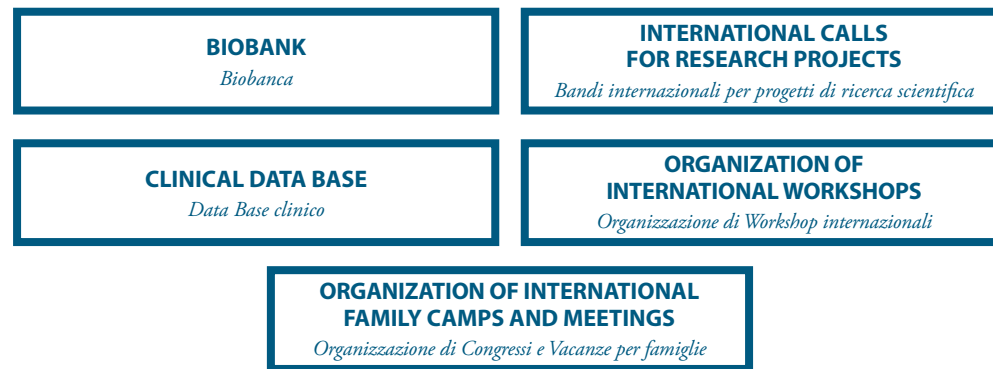 BIOBANK
Biobanca
INTERNATIONAL CALLS
FOR RESEARCH PROJECTS
Bandi internazionali per progetti di ricerca scientifica
CLINICAL DATA BASE
Data Base clinico
ORGANIZATION OF
INTERNATIONAL WORKSHOPS
Organizzazione di Workshop internazionali
ORGANIZATION OF INTERNATIONAL
FAMILY CAMPS AND MEETINGS
Organizzazione di Congressi e Vacanze per famiglie